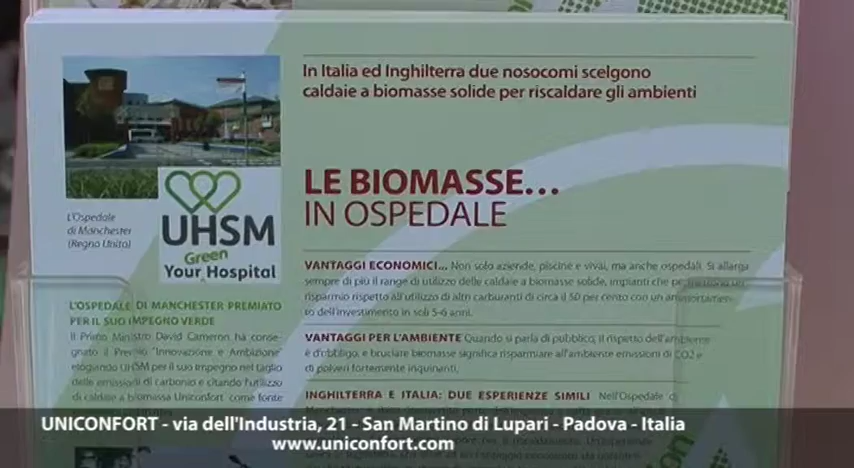 In Italia ed Inghilterra due nosocomi scelgono
caldaie a biomasse solide per riscaldare gli ambienti
LE BIOMASSE...
IN OSPEDALE
L'Ospedale
di Manchester
(Regno Unito)
UHSM
Green
Your Hospital
VANTAGGI ECONOMICI... Non solo aziende, piscine e vivai, ma anche ospedali. Si allarga
sempre di più il range di utilizzo delle caldaie a biomasse solide, impianti che
risparmio rispetto all'utilizzo di altri carburanti di circa il 50 per cento con un ammortamen-
to dell'investimento in soli 5-6 anni.
VANTAGGI PER L'AMBIENTE Quando si parla di pubblico, il rispetto dell'ambiente
è d'obbligo, e bruciare biomasse significa risparmiare all'ambiente emissioni di CO2 e
di polveri fortemente inquinanti.
INGHILTERRA E ITALIA: DUE ESPERIENZE SIMILI Nell'Ospedale di
L'OSPEDALE DI MANCHESTER PREMIATO
PER IL SUO IMPEGNO VERDE
Il Primo Ministro David Cameron ha conse-
gnato il Premio "Innovazione e Ambizione"
elogiando UHSM per il suo impegno nel taglio
delle emissioni di carbonio e citando l'utilizzo
di caldaie a biomasse Uniconfort come fonte
UNICONFORT - via dell'Industria, 21 - San Martino di Lupari - Padova - Italia
www.uniconfort.com